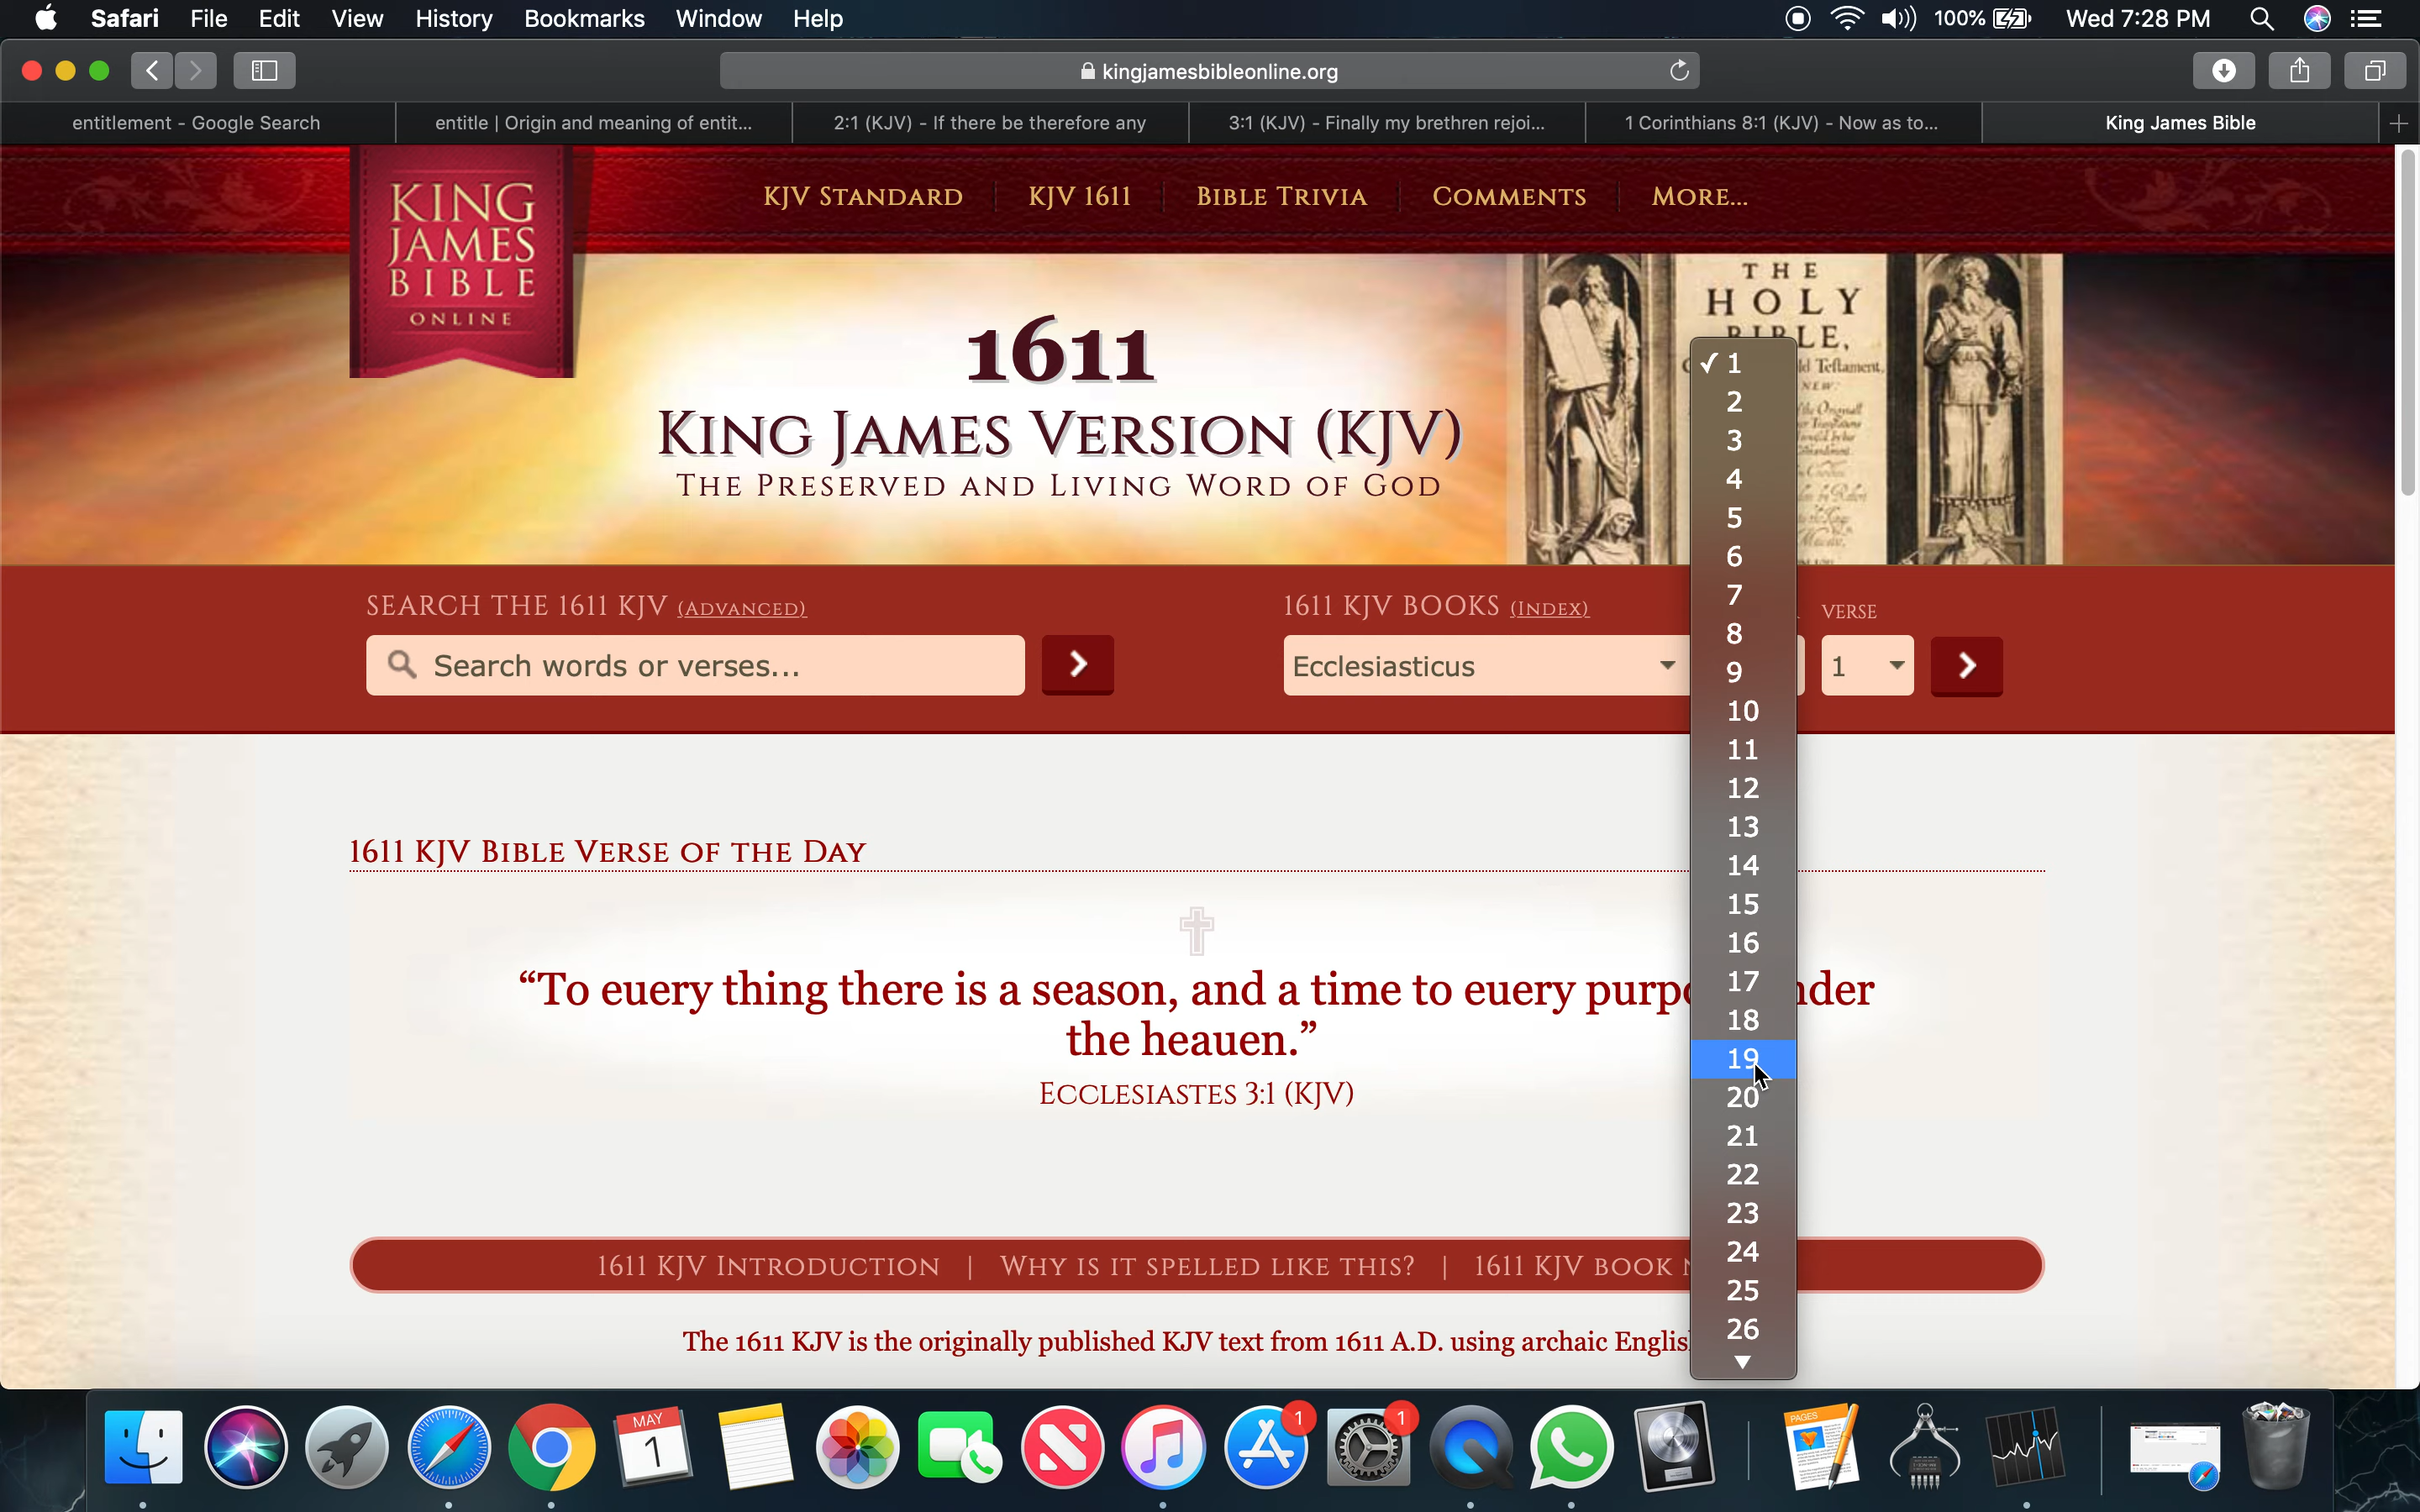 Safari File Edit View History Bookmarks Window Help 100% Wed 7:28 PM
kingjamesbibleonline.org
entitlement - Google Search
entitle | Origin and meaning of entit...
2:1 (KJV) - If there be therefore any
3:1 (KJV) - Finally my brethren rejoi...
1 Corinthians 8:1 (KJV) - Now as to...
King James Bible
KING
JAMES
BIBLE
ONLINE
KJV STANDARD KJV 1611 BIBLE TRIVIA COMMENTS MORE...
1611
KING JAMES VERSION (KJV)
THE PRESERVED AND LIVING WORD OF GOD
THE
HOLY
BIBLE,
ld Teftament,
NEW:
SEARCH THE 1611 KJV (ADVANCED)
Search words or verses...
1611 KJV BOOKS (INDEX)
Ecclesiasticus
VERSE
1
✓ 1
2
3
4
5
6
7
8
9
10
11
12
13
14
15
16
17
18
19
20
21
22
23
24
25
26
1611 KJV BIBLE VERSE OF THE DAY
“To euery thing there is a season, and a time to euery purpo nder
the heauen.”
ECCLESIASTES 3:1 (KJV)
1611 KJV INTRODUCTION | WHY IS IT SPELLED LIKE THIS? | 1611 KJV BOOK
The 1611 KJV is the originally published KJV text from 1611 A.D. using archaic Englis
MAY
1
1
1
PAGES